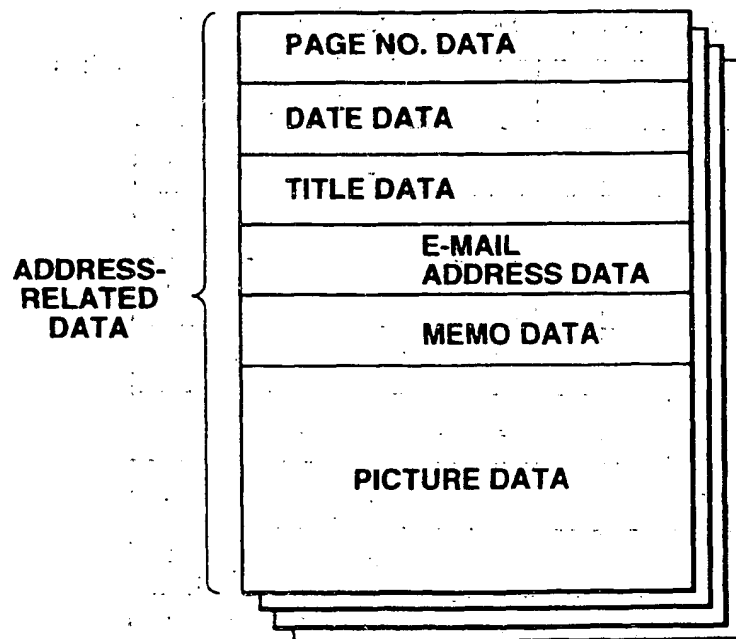 PAGE NO. DATA
DATE DATA
TITLE DATA
E-MAIL
ADDRESS DATA
MEMO DATA
PICTURE DATA
ADDRESS-
RELATED
DATA